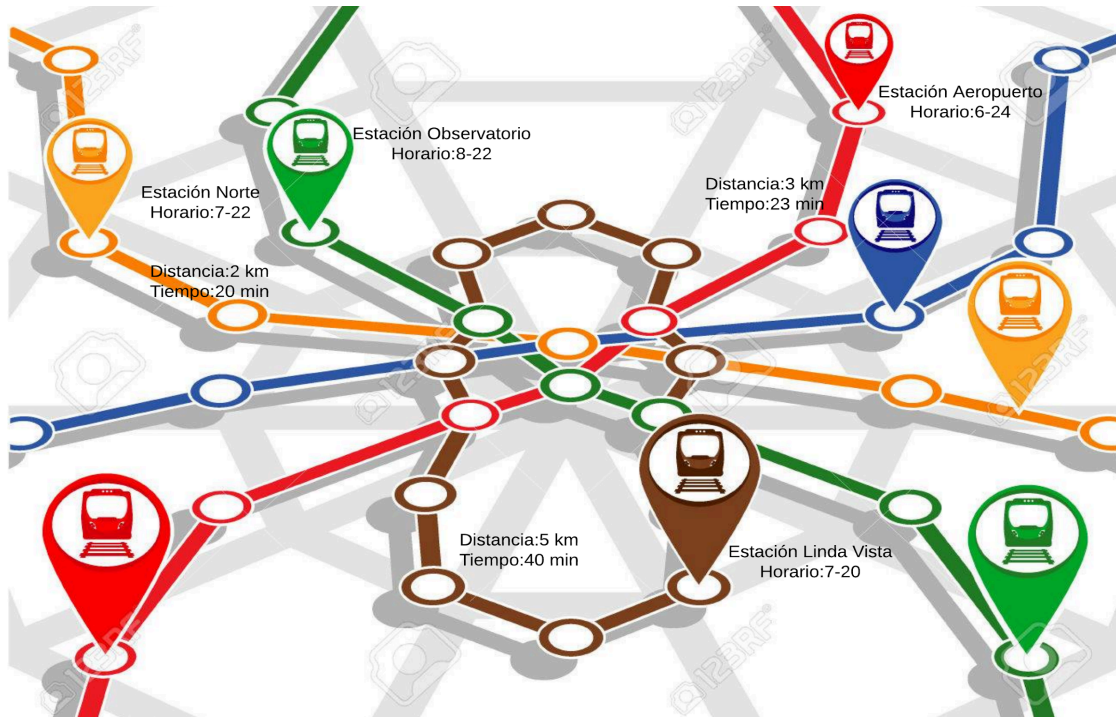 Estación Aeropuerto
Horario:6-24
Estación Observatorio
Horario:8-22
Estación Norte
Horario:7-22
Distancia:3 km
Tiempo:23 min
Distancia:2 km
Tiempo:20 min
Distancia:5 km
Tiempo:40 min
Estación Linda Vista
Horario:7-20
123RF